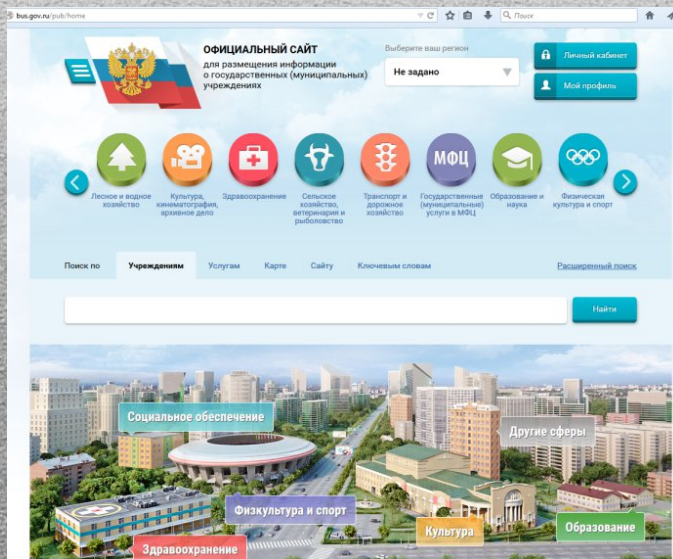 bus.gov.ru/pub/home
Поиск
ОФИЦИАЛЬНЫЙ САЙТ
для размещения информации
о государственных (муниципальных)
учреждениях
Выберите ваш регион
Не задано
Личный кабинет
Мой профиль
МФЦ
Лесное и водное
хозяйство
Культура,
кинематография,
архивное дело
Здравоохранение
Сельское
хозяйство,
ветеринария и
рыболовство
Транспорт и
дорожное
хозяйство
Государственные
(муниципальные)
услуги в МФЦ
Образование и
наука
Физическая
культура и спорт
Поиск по Учреждениям Услугам Карте Сайту Ключевым словам Расширенный поиск
Найти
Социальное обеспечение
Другие сферы
Физкультура и спорт
Культура
Образование
Здравоохранение